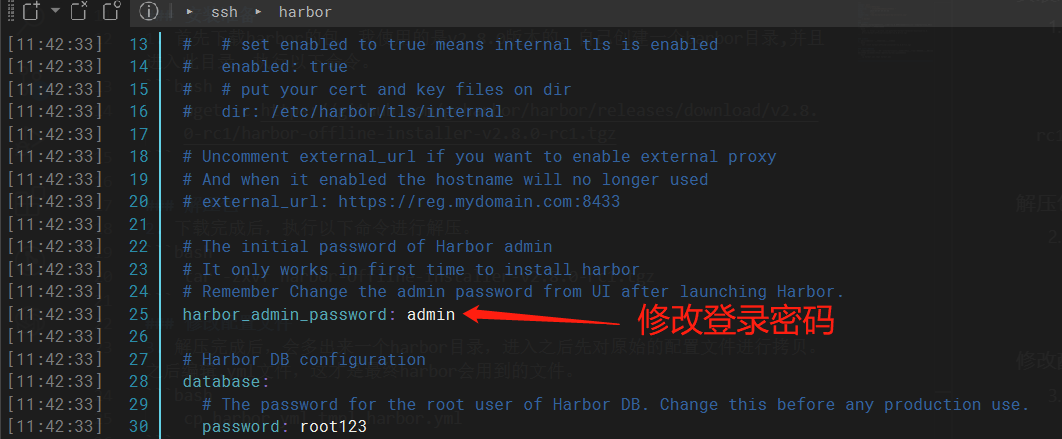 ssh harbor
[11:42:33] 13 # # set enabled to true means internal tls is enabled
[11:42:33] 14 # enabled: true
[11:42:33] 15 # # put your cert and key files on dir
[11:42:33] 16 # dir: /etc/harbor/tls/internal
[11:42:33] 17
[11:42:33] 18 # Uncomment external_url if you want to enable external proxy
[11:42:33] 19 # And when it enabled the hostname will no longer used
[11:42:33] 20 # external_url: https://reg.mydomain.com:8433
[11:42:33] 21
[11:42:33] 22 # The initial password of Harbor admin
[11:42:33] 23 # It only works in first time to install harbor
[11:42:33] 24 # Remember Change the admin password from UI after launching Harbor.
[11:42:33] 25 harbor_admin_password: admin 修改登录密码
[11:42:33] 26
[11:42:33] 27 # Harbor DB configuration
[11:42:33] 28 database:
[11:42:33] 29 # The password for the root user of Harbor DB. Change this before any production use.
[11:42:33] 30 password: root123